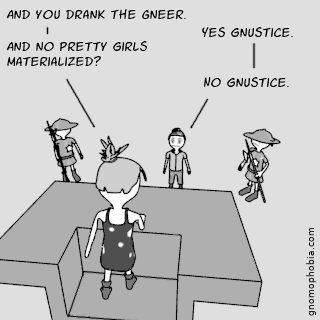 AND YOU DRANK THE GNEER.
AND NO PRETTY GIRLS
MATERIALIZED?
YES GNUSTICE.
NO GNUSTICE.
gnomophobia.com